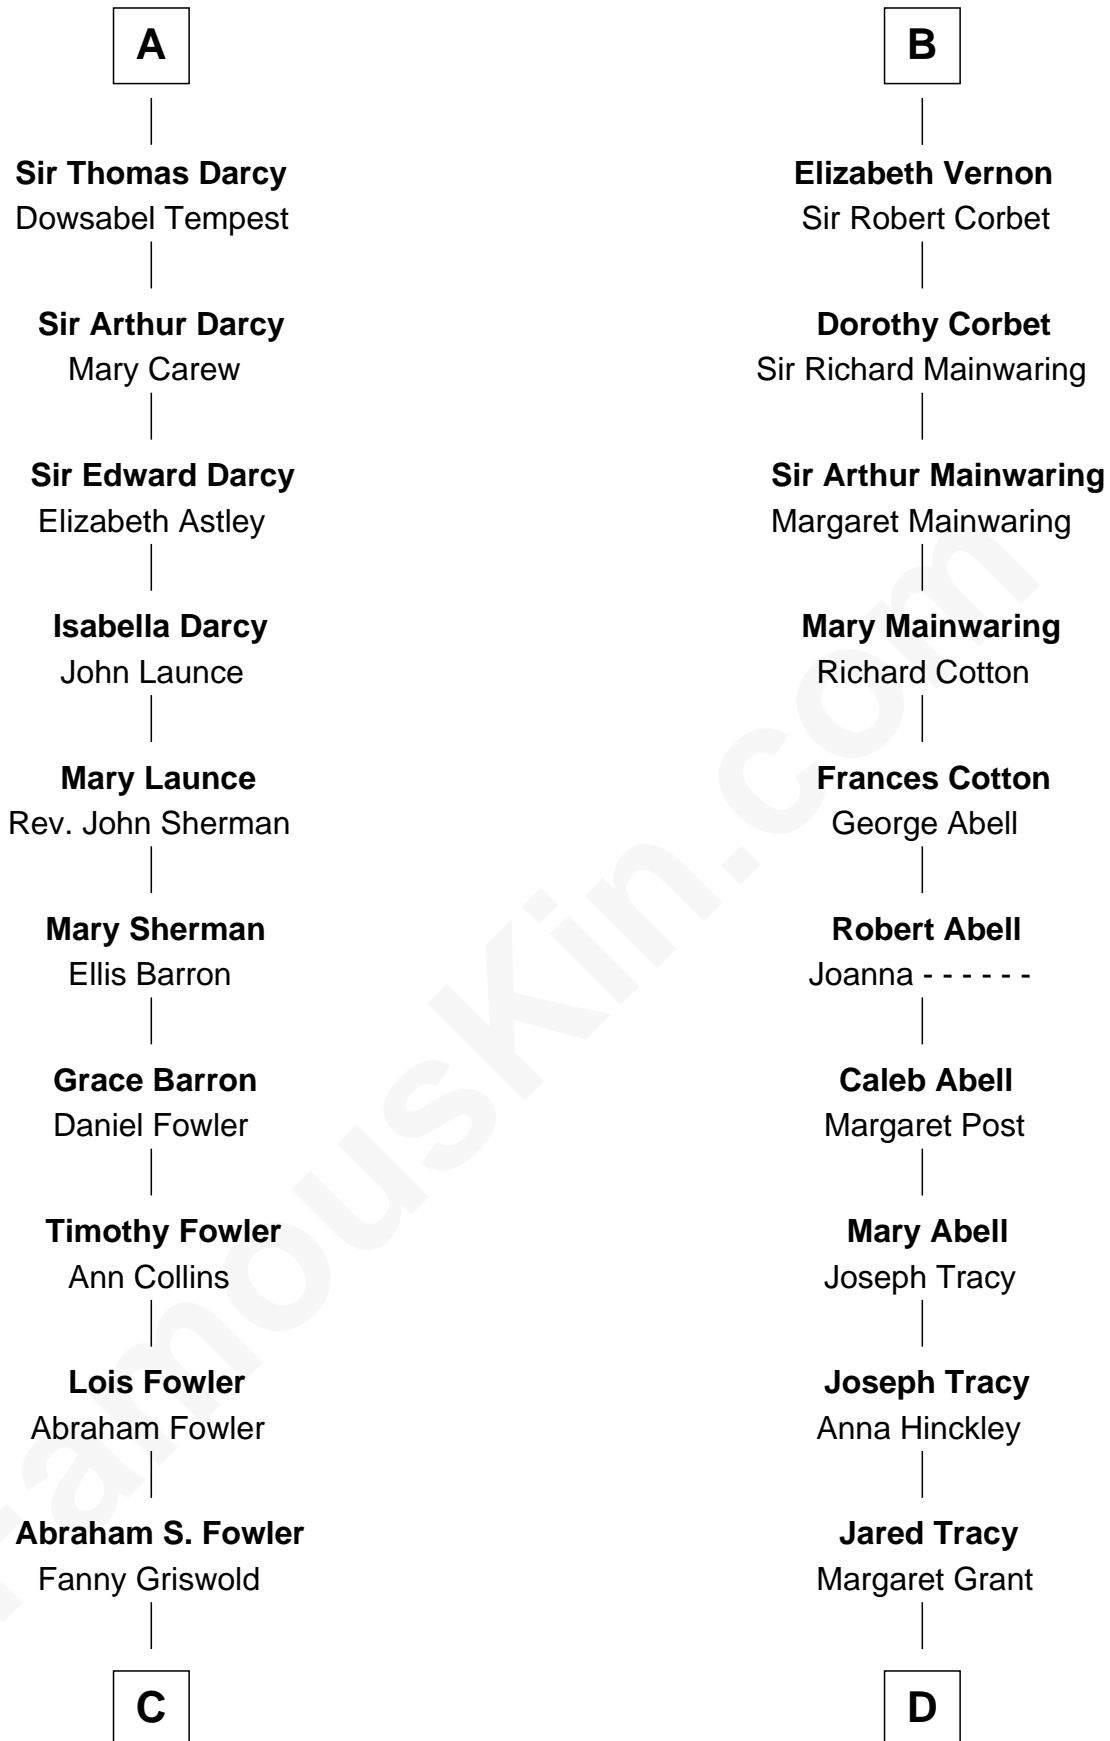 A
Sir Thomas Darcy
Dowsabel Tempest
Sir Arthur Darcy
Mary Carew
Sir Edward Darcy
Elizabeth Astley
Isabella Darcy
John Launce
Mary Launce
Rev. John Sherman
Mary Sherman
Ellis Barron
Grace Barron
Daniel Fowler
Timothy Fowler
Ann Collins
Lois Fowler
Abraham Fowler
Abraham S. Fowler
Fanny Griswold
C
B
Elizabeth Vernon
Sir Robert Corbet
Dorothy Corbet
Sir Richard Mainwaring
Sir Arthur Mainwaring
Margaret Mainwaring
Mary Mainwaring
Richard Cotton
Frances Cotton
George Abell
Robert Abell
Joanna - - - - - -
Caleb Abell
Margaret Post
Mary Abell
Joseph Tracy
Joseph Tracy
Anna Hinckley
Jared Tracy
Margaret Grant
D
FamousKin.com